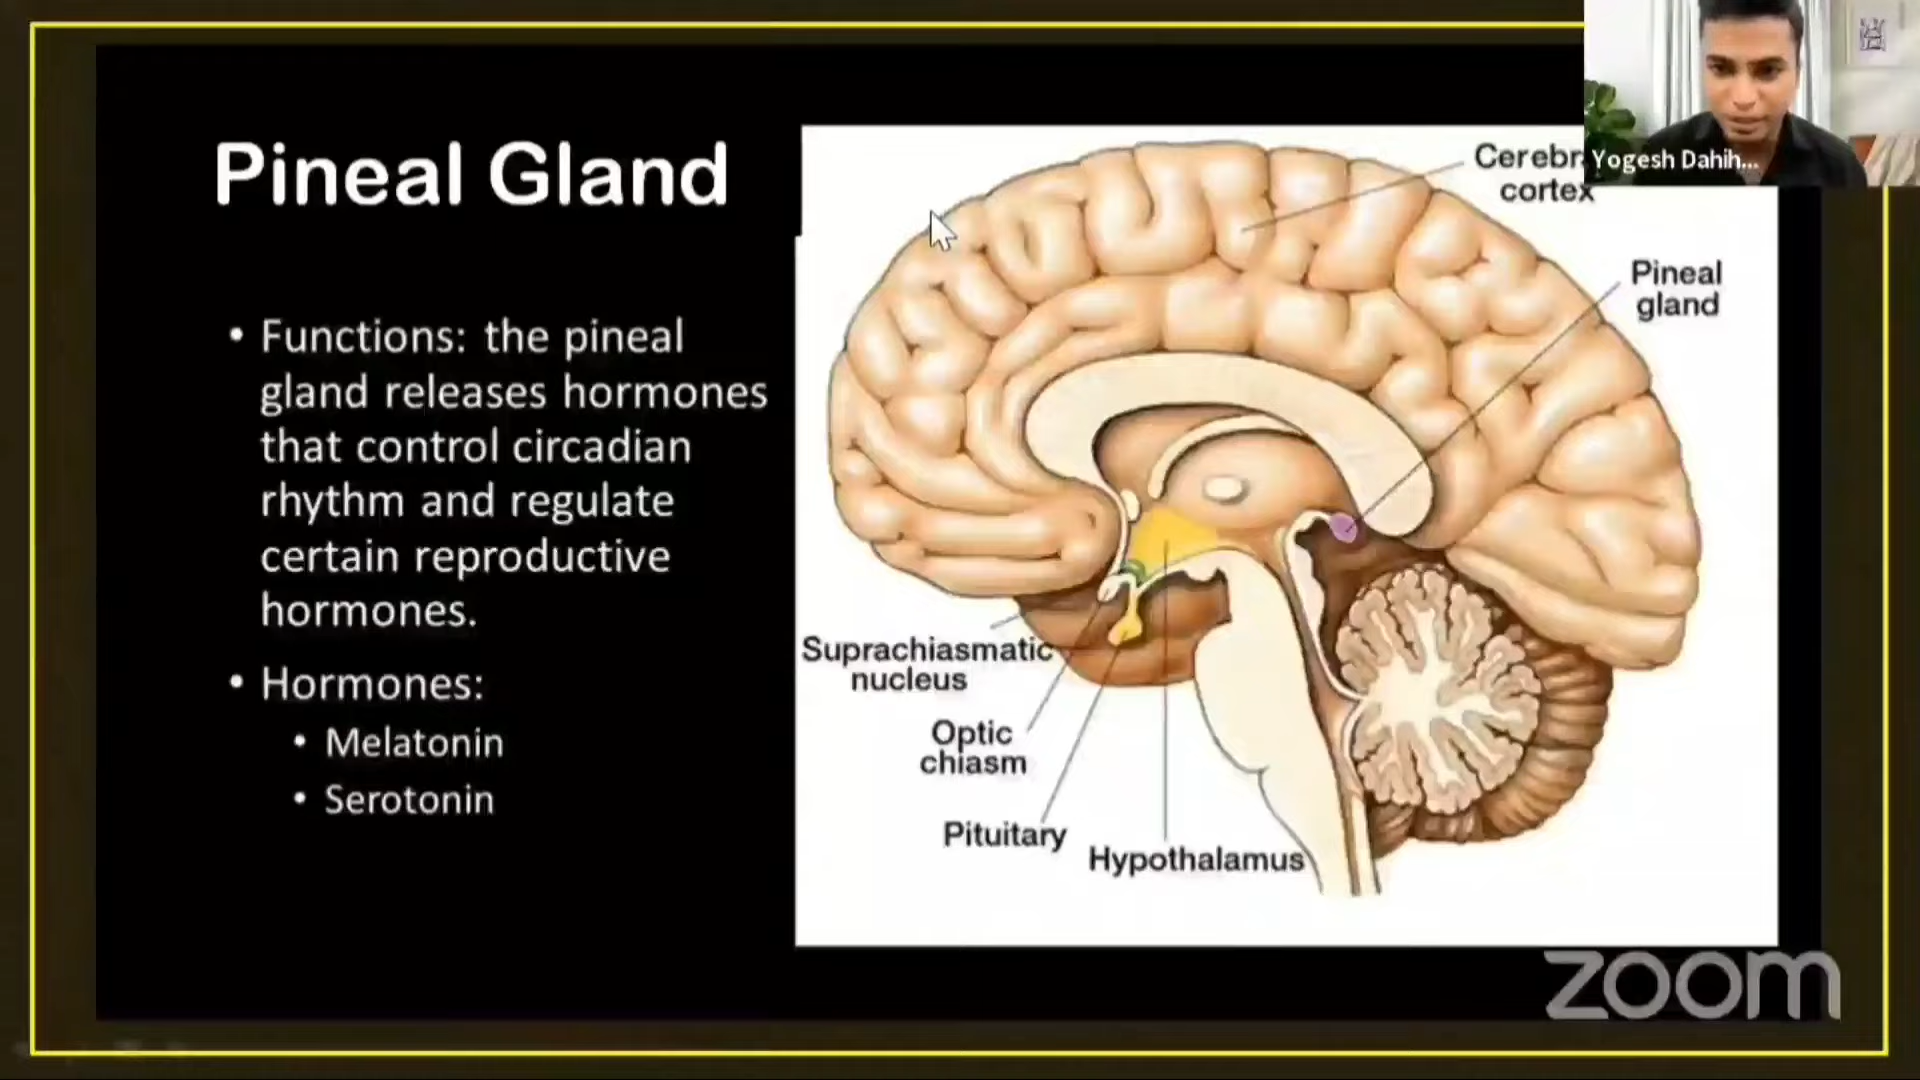 Pineal Gland
• Functions: the pineal
gland releases hormones
that control circadian
rhythm and regulate
certain reproductive
hormones.
• Hormones:
• Melatonin
• Serotonin
Cerebr
cortex
Yogesh Dahih...
Pineal
gland
Suprachiasmatic
nucleus
Optic
chiasm
Pituitary
Hypothalamus
zoom